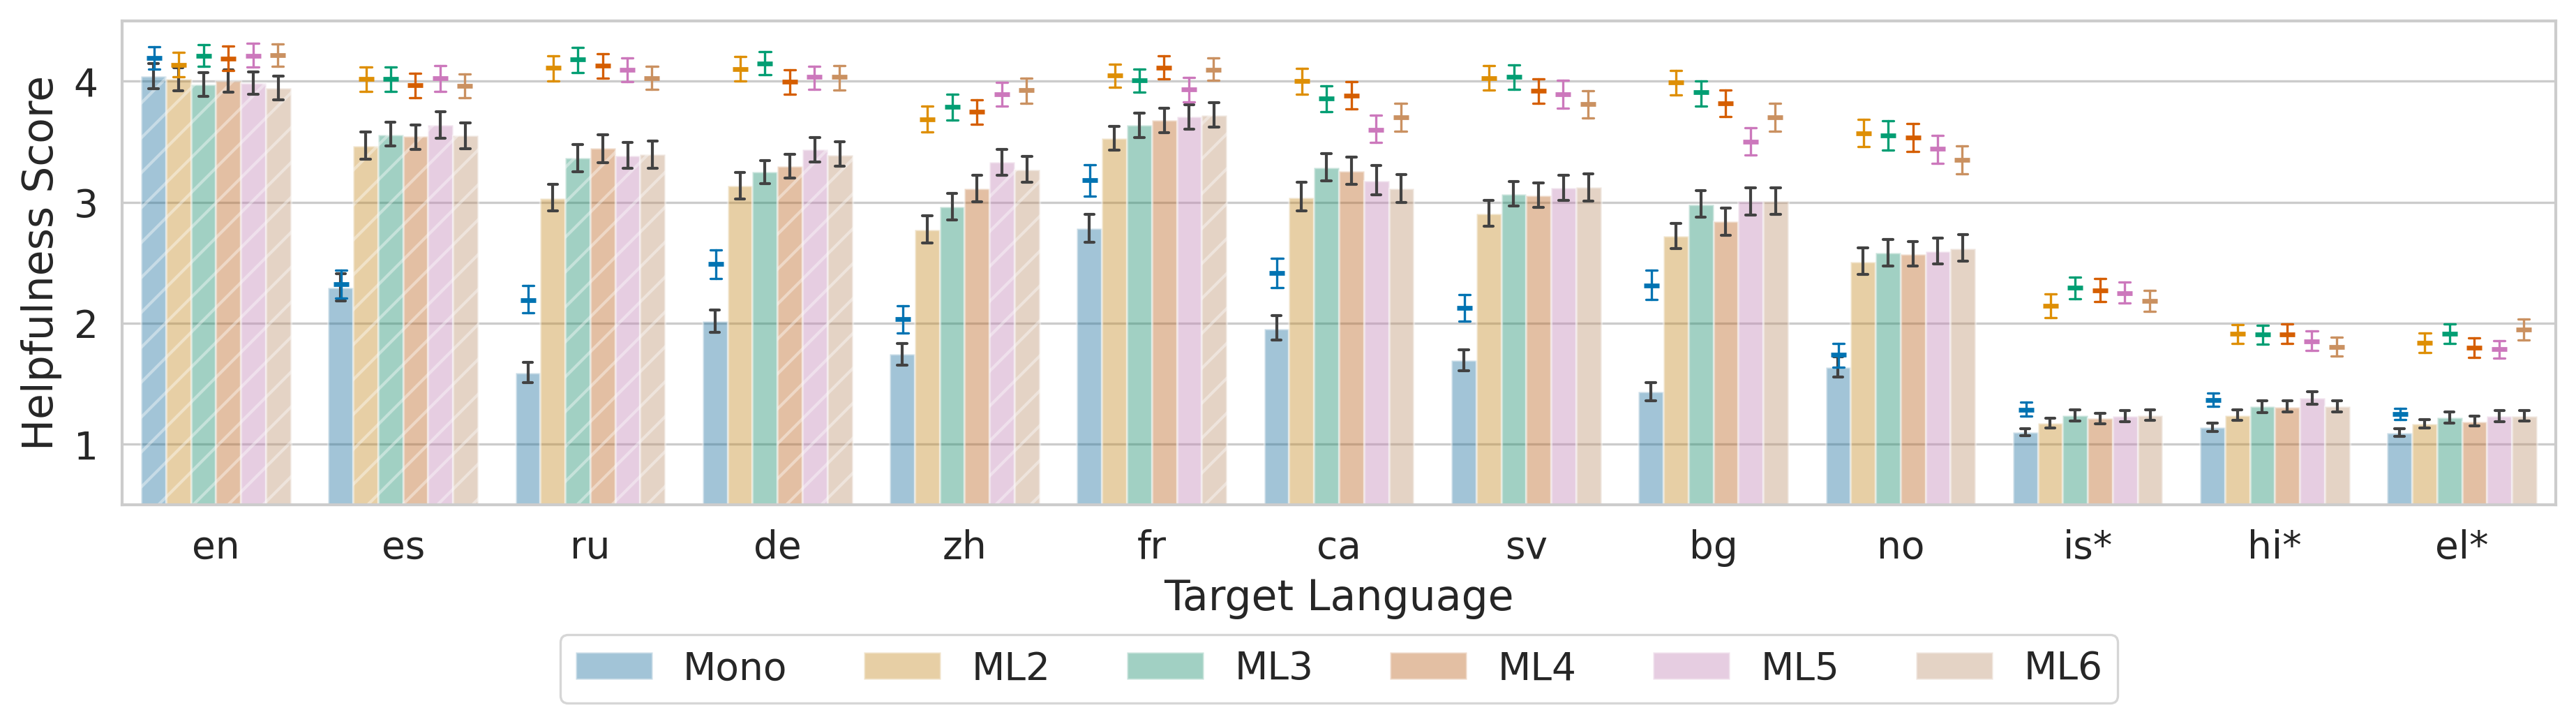 Helpfulness Score
4
3
2
1
en es ru de zh fr ca sv bg no is* hi* el*
Target Language
Mono ML2 ML3 ML4 ML5 ML6